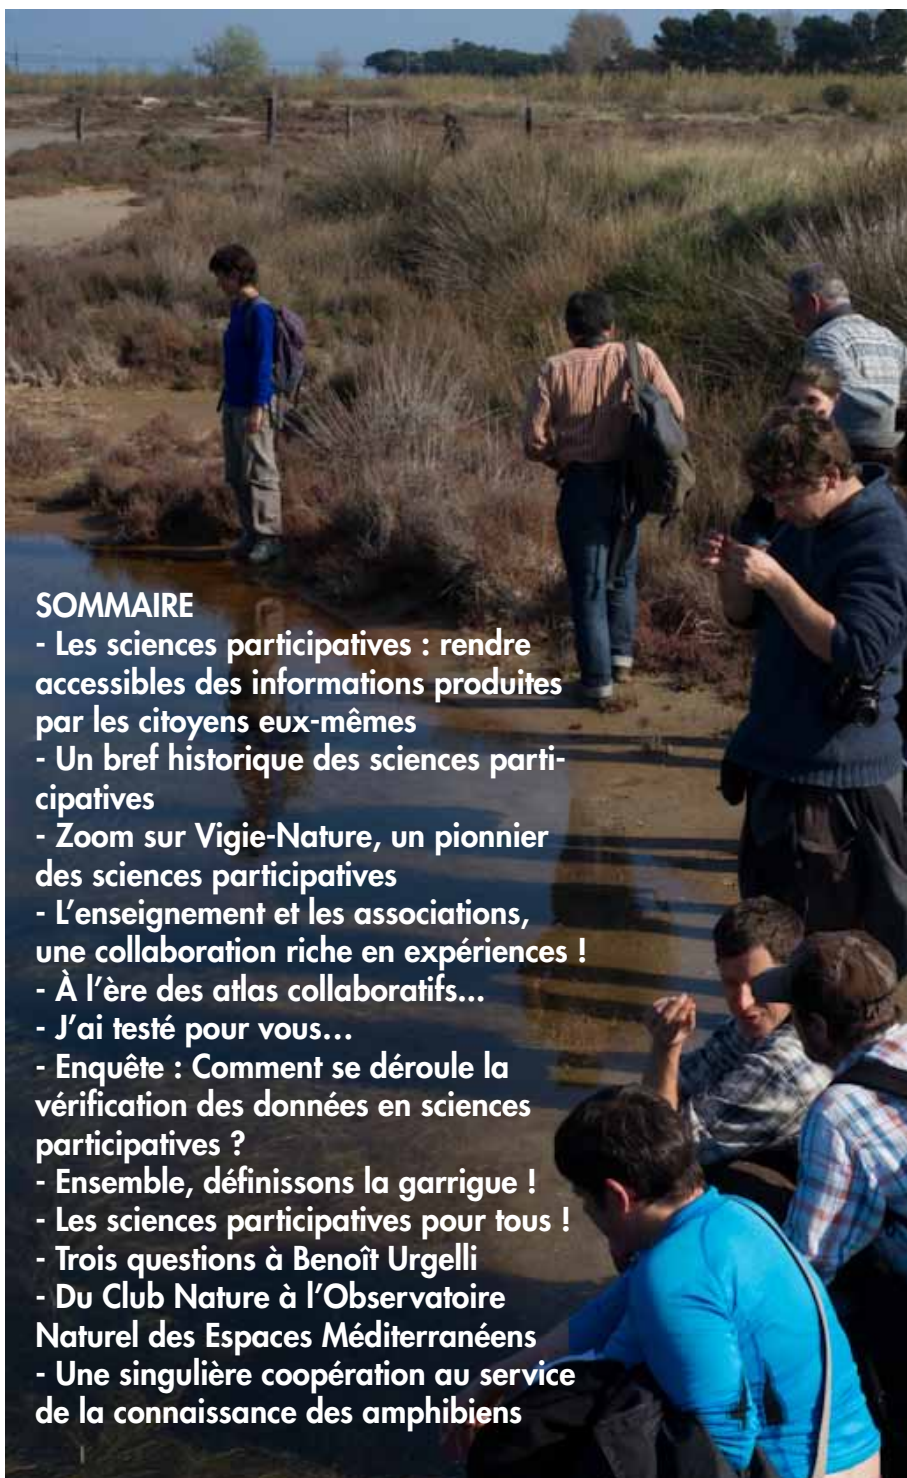 SOMMAIRE
- Les sciences participatives : rendre
accessibles des informations produites
par les citoyens eux-mêmes
- Un bref historique des sciences parti-
cipatives
- Zoom sur Vigie-Nature, un pionnier
des sciences participatives
- L’enseignement et les associations,
une collaboration riche en expériences !
- À l’ère des atlas collaboratifs...
- J’ai testé pour vous...
- Enquête : Comment se déroule la
vérification des données en sciences
participatives ?
- Ensemble, définissons la garrigue !
- Les sciences participatives pour tous !
- Trois questions à Benoît Urgelli
- Du Club Nature à l’Observatoire
Naturel des Espaces Méditerranéens
- Une singulière coopération au service
de la connaissance des amphibiens